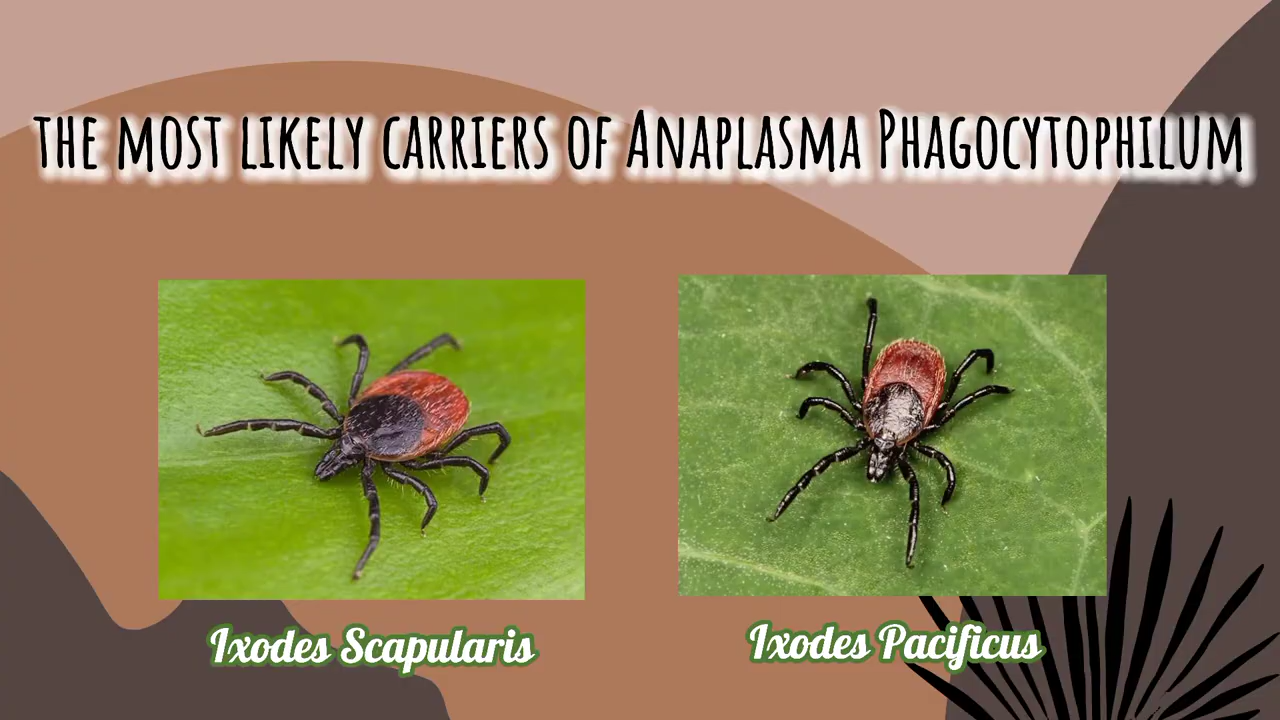 the most likely carriers of Anaplasma Phagocytophilum
Ixodes Scapularis
Ixodes Pacificus